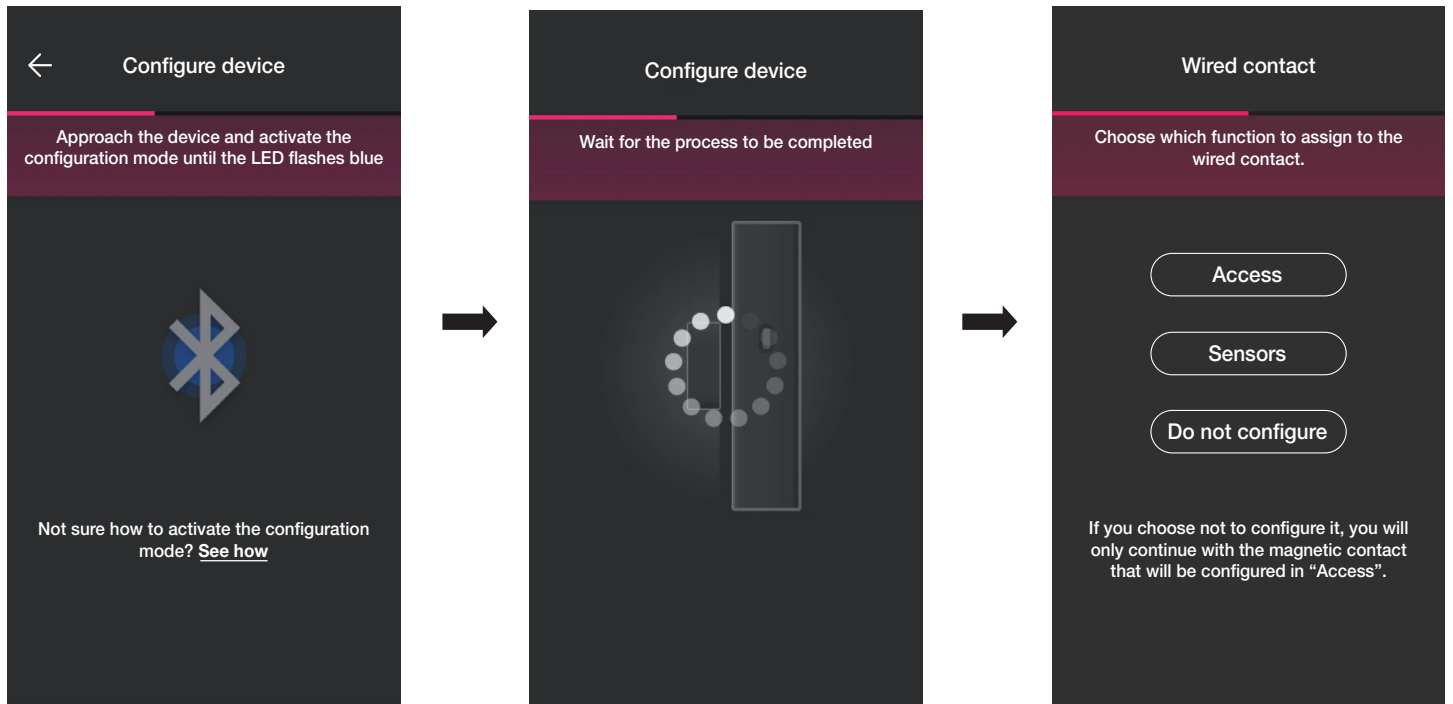 Configure device
Approach the device and activate the
configuration mode until the LED flashes blue
Not sure how to activate the configuration
mode? See how
Configure device
Wait for the process to be completed
Wired contact
Choose which function to assign to the
wired contact.
Access
Sensors
Do not configure
If you choose not to configure it, you will
only continue with the magnetic contact
that will be configured in “Access”.